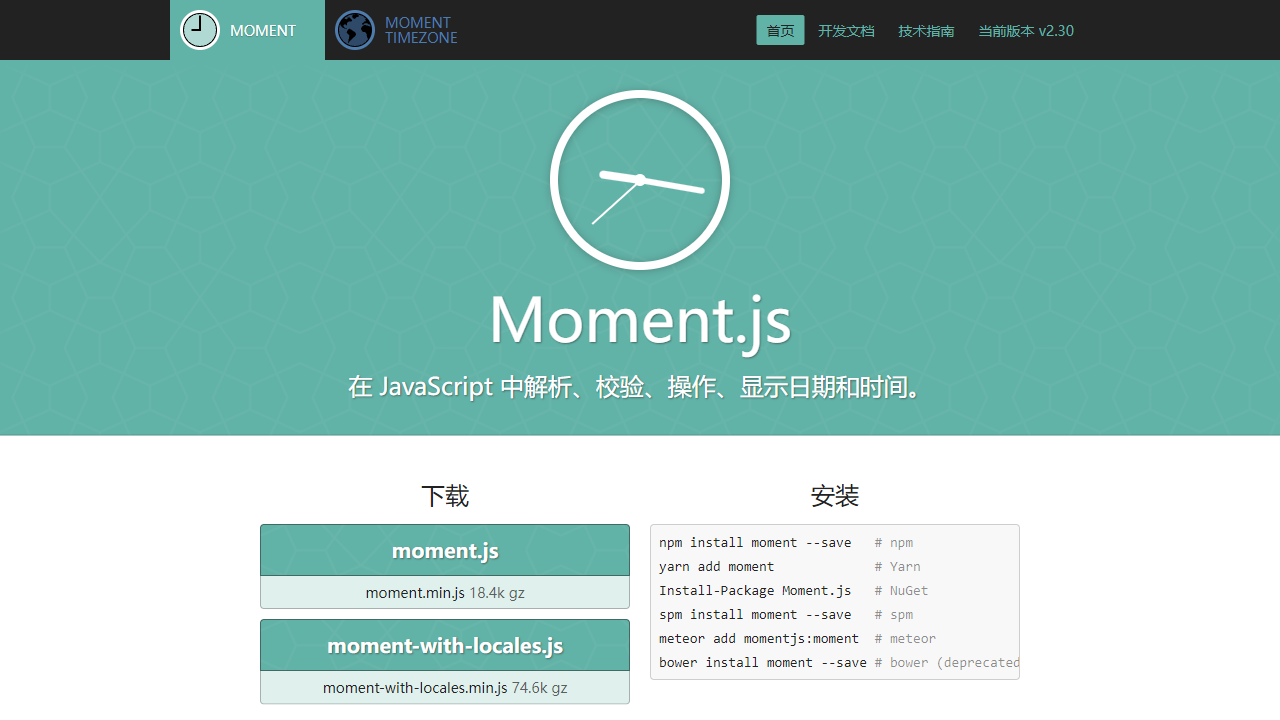 MOMENT
MOMENT
TIMEZONE
首页
开发文档
技术指南
当前版本 v2.30
Moment.js
在 JavaScript 中解析、校验、操作、显示日期和时间。
下载
moment.js
moment.min.js 18.4k gz
moment-with-locales.js
moment-with-locales.min.js 74.6k gz
安装
npm install moment --save   # npm
yarn add moment             # Yarn
Install-Package Moment.js   # NuGet
spm install moment --save   # spm
meteor add momentjs:moment  # meteor
bower install moment --save # bower (deprecated